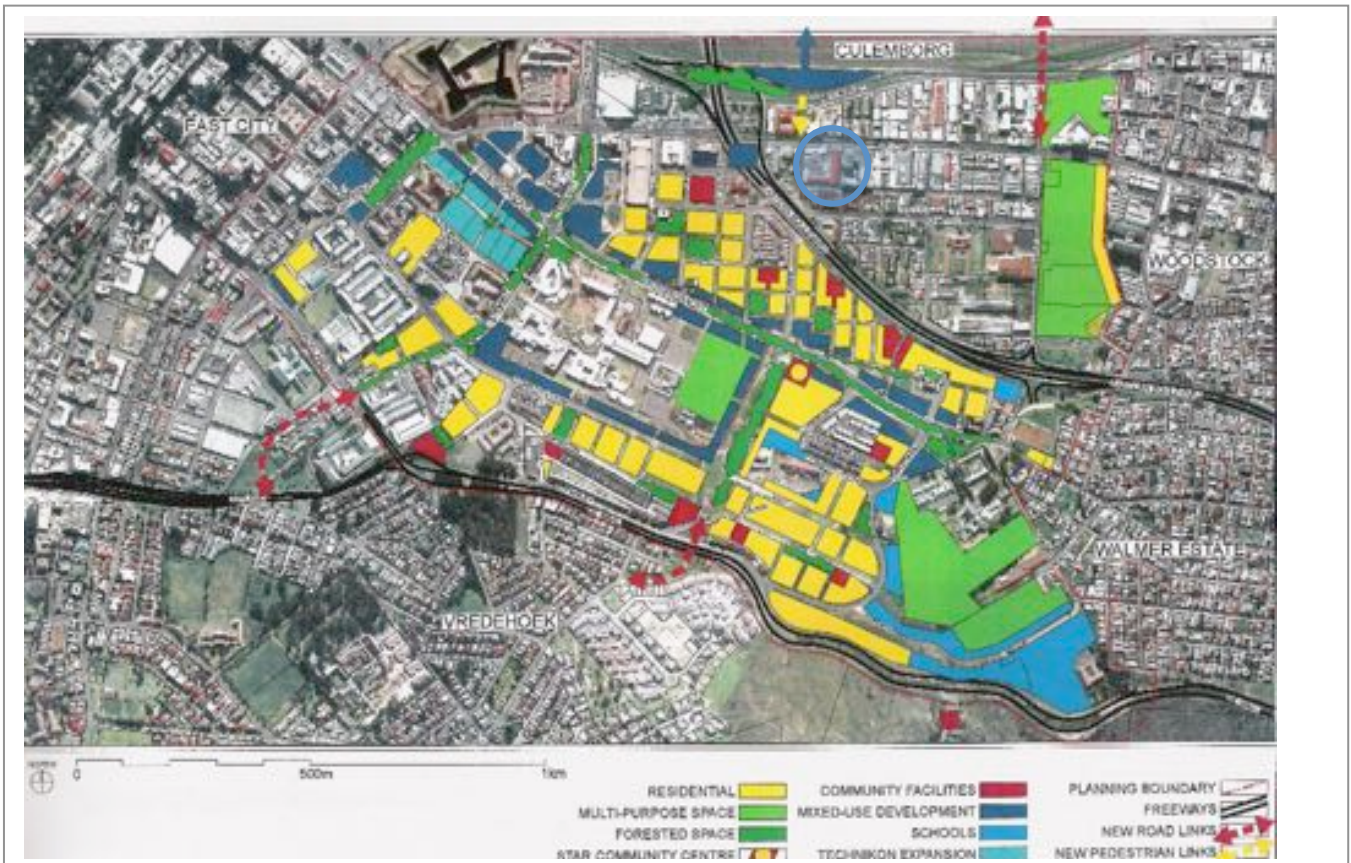 CULEMBORG
EAST CITY
WOODSTOCK
WALMER ESTATE
VREDEHOEK
NORTH
0 500m 1km
RESIDENTIAL
MULTI-PURPOSE SPACE
FORESTED SPACE
STAR COMMUNITY CENTRE
COMMUNITY FACILITIES
MIXED-USE DEVELOPMENT
SCHOOLS
TECHNIKON EXPANSION
PLANNING BOUNDARY
FREEWAYS
NEW ROAD LINKS
NEW PEDESTRIAN LINKS